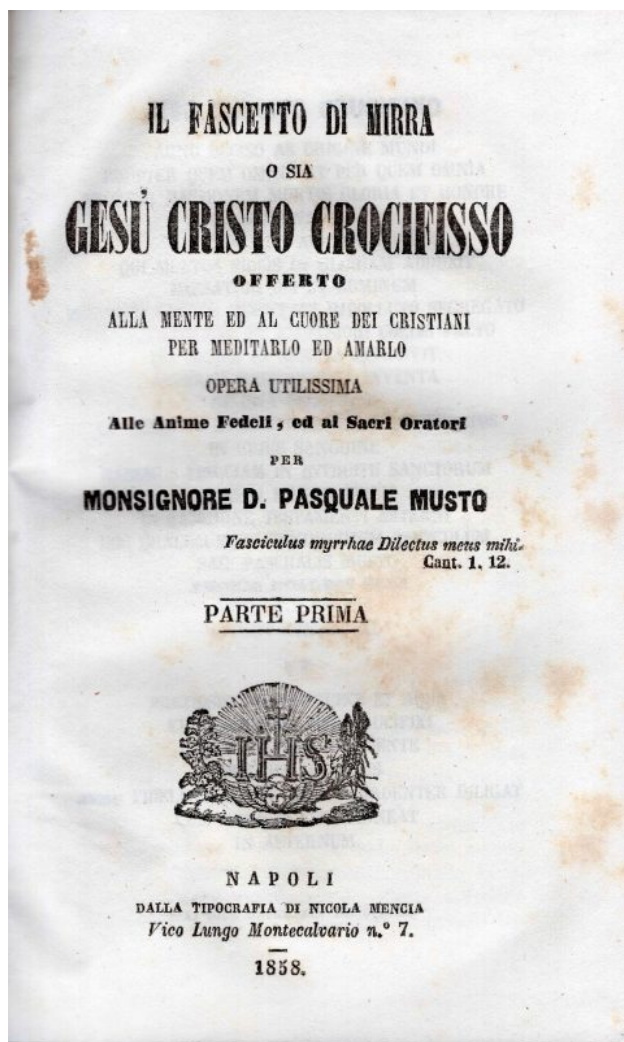 IL FASCETTO DI MIRRA
O SIA
GESÙ CRISTO CROCIFISSO
OFFERTO
ALLA MENTE ED AL CUORE DEI CRISTIANI
PER MEDITARLO ED AMARLO
OPERA UTILISSIMA
Alle Anime Fedeli, ed ai Sacri Oratori
PER
MONSIGNORE D. PASQUALE MUSTO
Fasciculus myrrhae Dilectus meus mihi.
Cant. 1. 12.
PARTE PRIMA
IHS
NAPOLI
DALLA TIPOGRAFIA DI NICOLA MENCIA
Vico Lungo Montecalvario n.° 7.
1858.